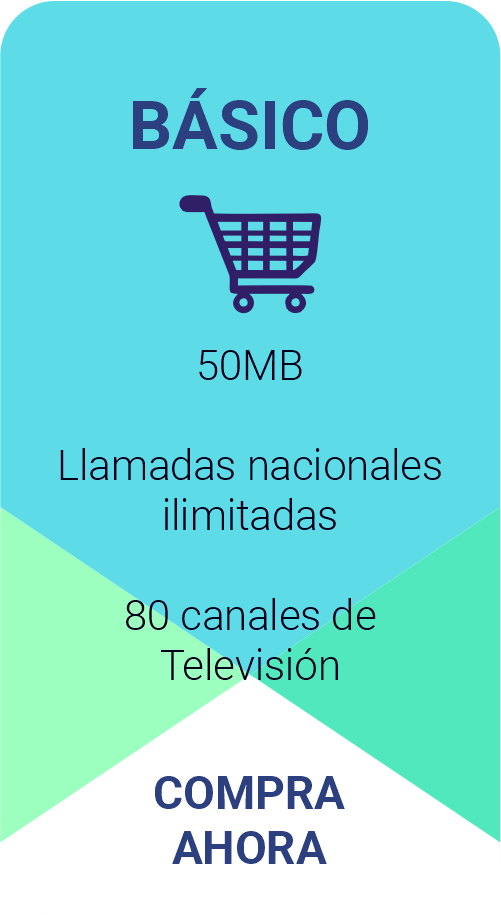 BÁSICO
50MB
Llamadas nacionales
ilimitadas
80 canales de
Televisión
COMPRA
AHORA